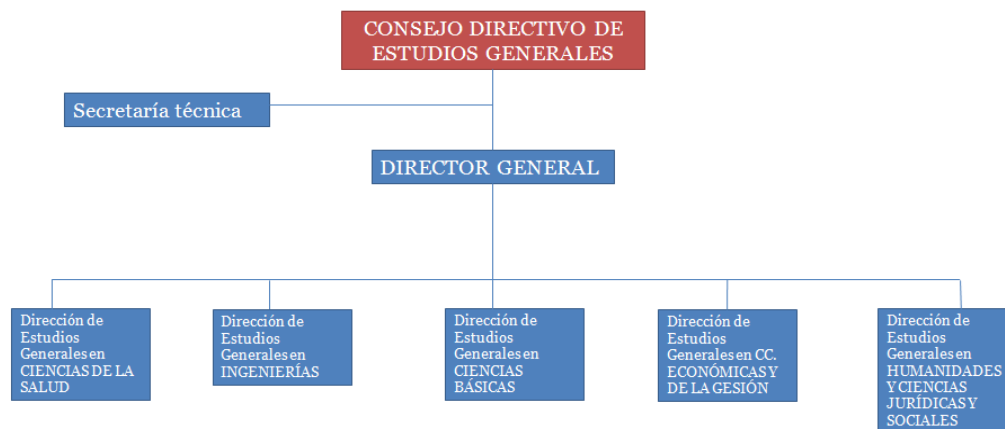 CONSEJO DIRECTIVO DE
ESTUDIOS GENERALES
Secretaría técnica
DIRECTOR GENERAL
Dirección de
Estudios
Generales en
CIENCIAS DE LA
SALUD
Dirección de
Estudios
Generales en
INGENIERÍAS
Dirección de
Estudios
Generales en
CIENCIAS
BÁSICAS
Dirección de
Estudios
Generales en CC.
ECONÓMICAS Y
DE LA GESIÓN
Dirección de
Estudios
Generales en
HUMANIDADES
Y CIENCIAS
JURÍDICAS Y
SOCIALES